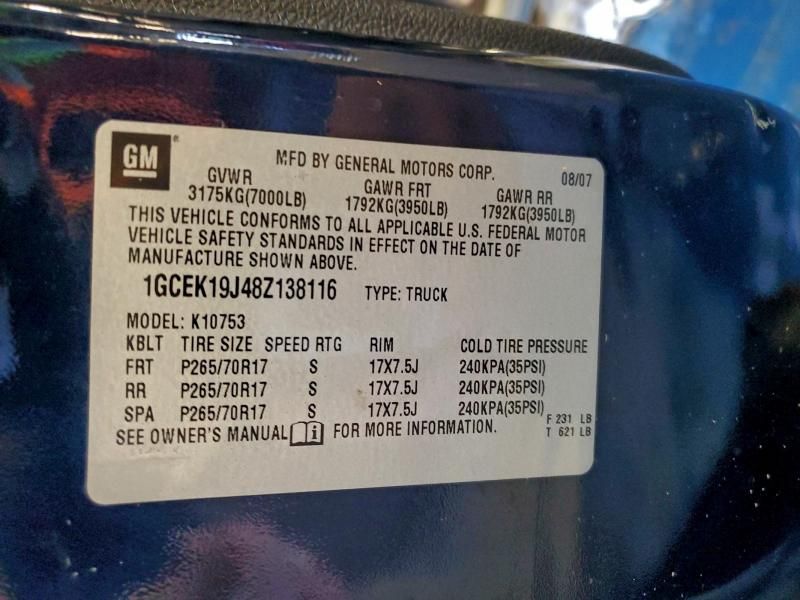 GM
MFD BY GENERAL MOTORS CORP. 08/07
GVWR GAWR FRT GAWR RR
3175KG(7000LB) 1792KG(3950LB) 1792KG(3950LB)
THIS VEHICLE CONFORMS TO ALL APPLICABLE U.S. FEDERAL MOTOR
VEHICLE SAFETY STANDARDS IN EFFECT ON THE DATE OF
MANUFACTURE SHOWN ABOVE.
1GCEK19J48Z138116 TYPE: TRUCK
MODEL: K10753
KBLT TIRE SIZE SPEED RTG RIM COLD TIRE PRESSURE
FRT P265/70R17 S 17X7.5J 240KPA(35PSI)
RR P265/70R17 S 17X7.5J 240KPA(35PSI)
SPA P265/70R17 S 17X7.5J 240KPA(35PSI)
F 231 LB
T 621 LB
SEE OWNER'S MANUAL i FOR MORE INFORMATION.